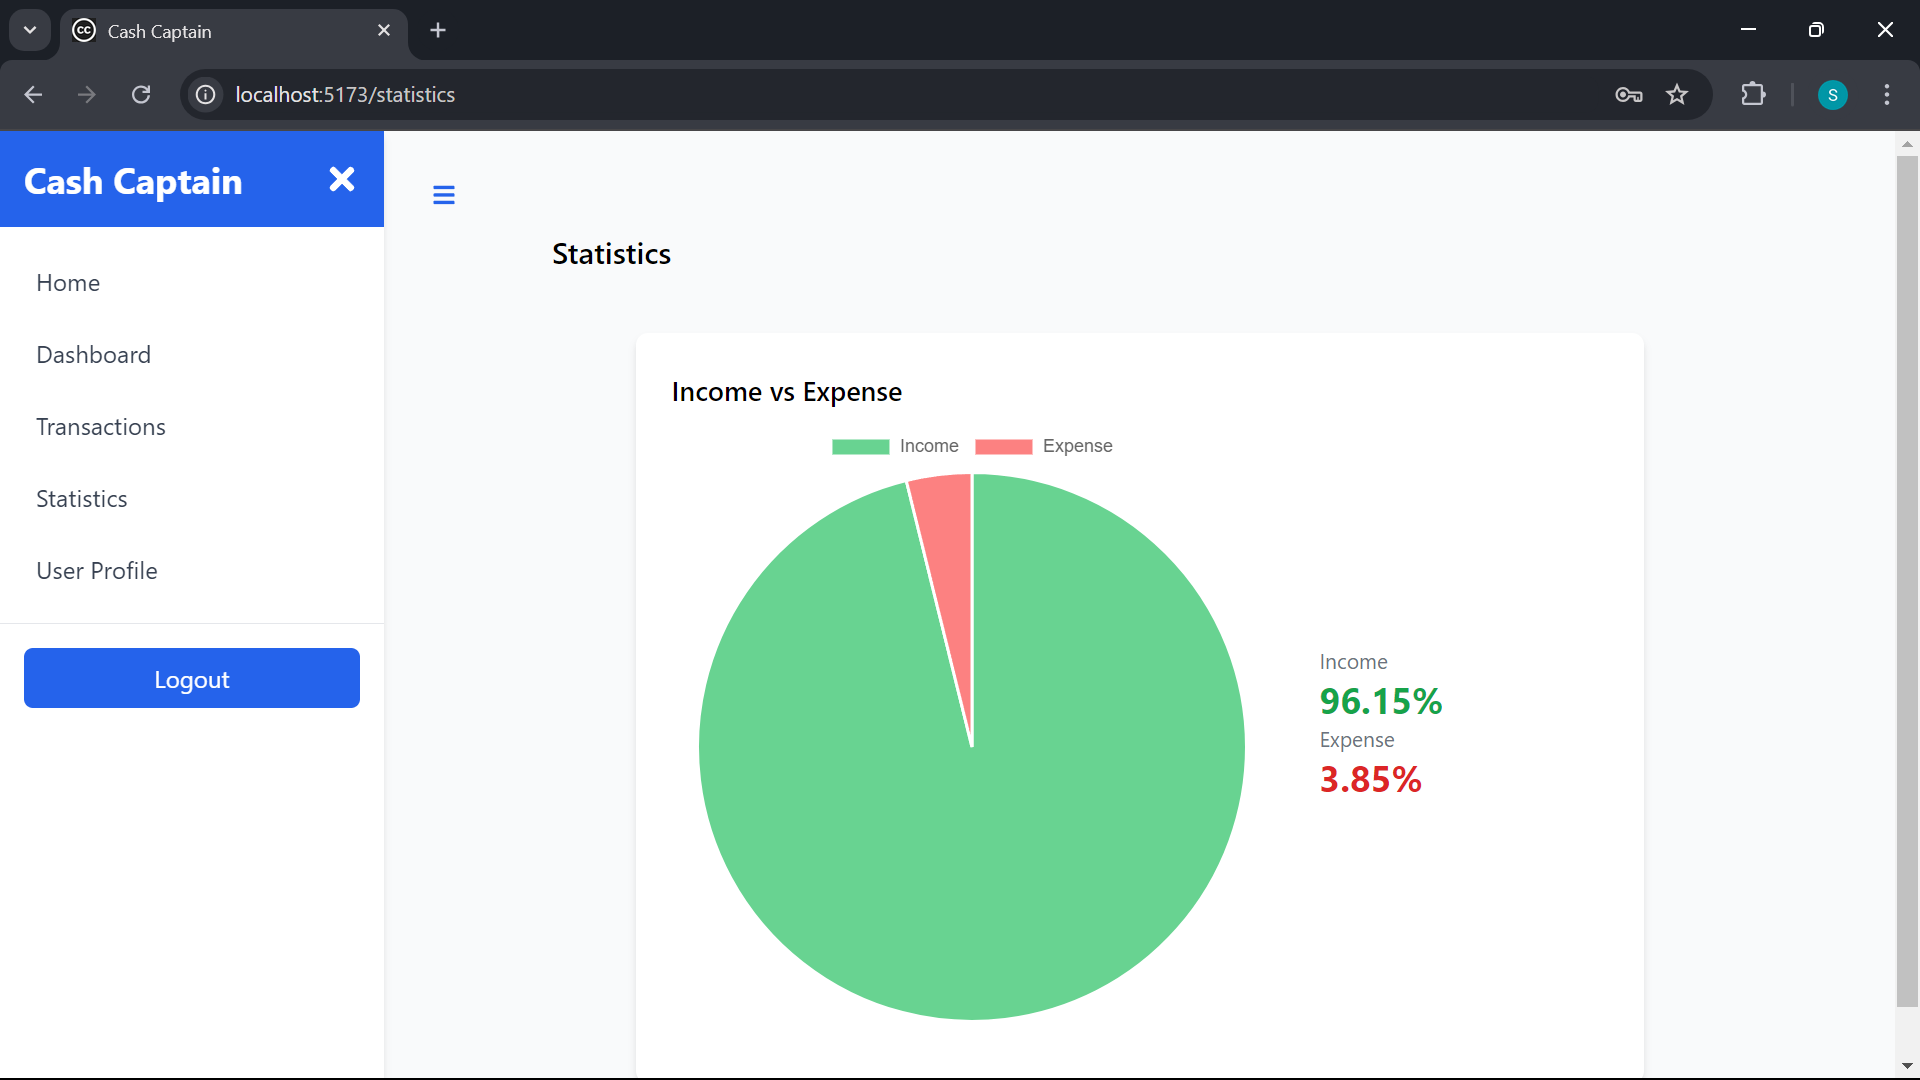 CC Cash Captain
localhost:5173/statistics
S
Cash Captain
Home
Dashboard
Transactions
Statistics
User Profile
Logout
Statistics
Income vs Expense
Income Expense
Income
96.15%
Expense
3.85%